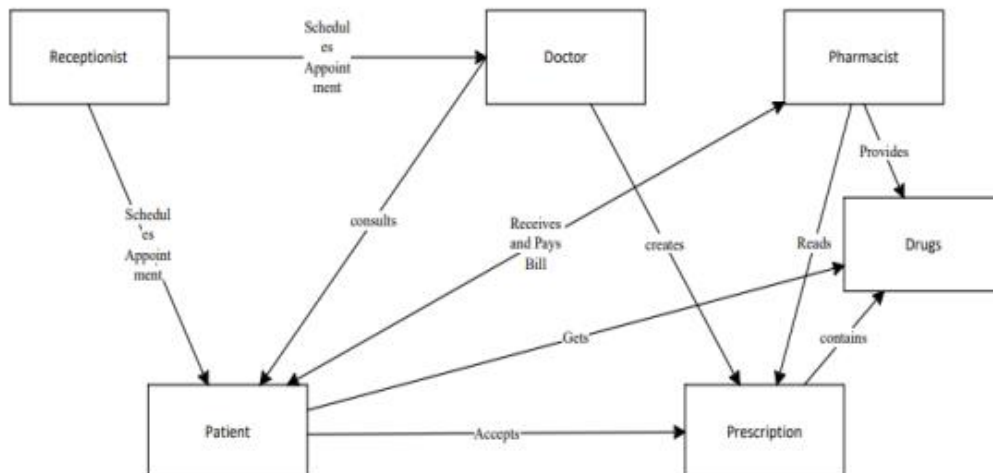 Schedul
es
Appoint
ment
Receptionist
Doctor
Pharmacist
Provides
Schedul
es
Appoint
ment
consults
Receives
and Pays
Bill
creates
Reads
Drugs
Gets
contains
Patient
Accepts
Prescription